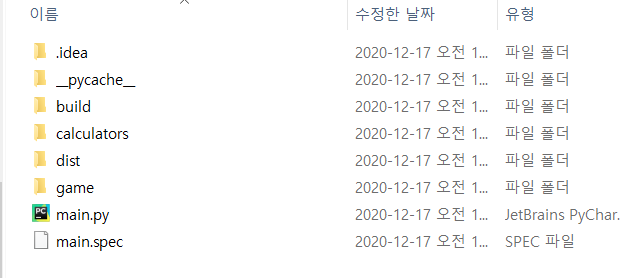 이름 수정한 날짜 유형
.idea 2020-12-17 오전 1... 파일 폴더
__pycache__ 2020-12-17 오전 1... 파일 폴더
build 2020-12-17 오전 1... 파일 폴더
calculators 2020-12-17 오전 1... 파일 폴더
dist 2020-12-17 오전 1... 파일 폴더
game 2020-12-17 오전 1... 파일 폴더
main.py 2020-12-17 오전 1... JetBrains PyChar.
main.spec 2020-12-17 오전 1... SPEC 파일